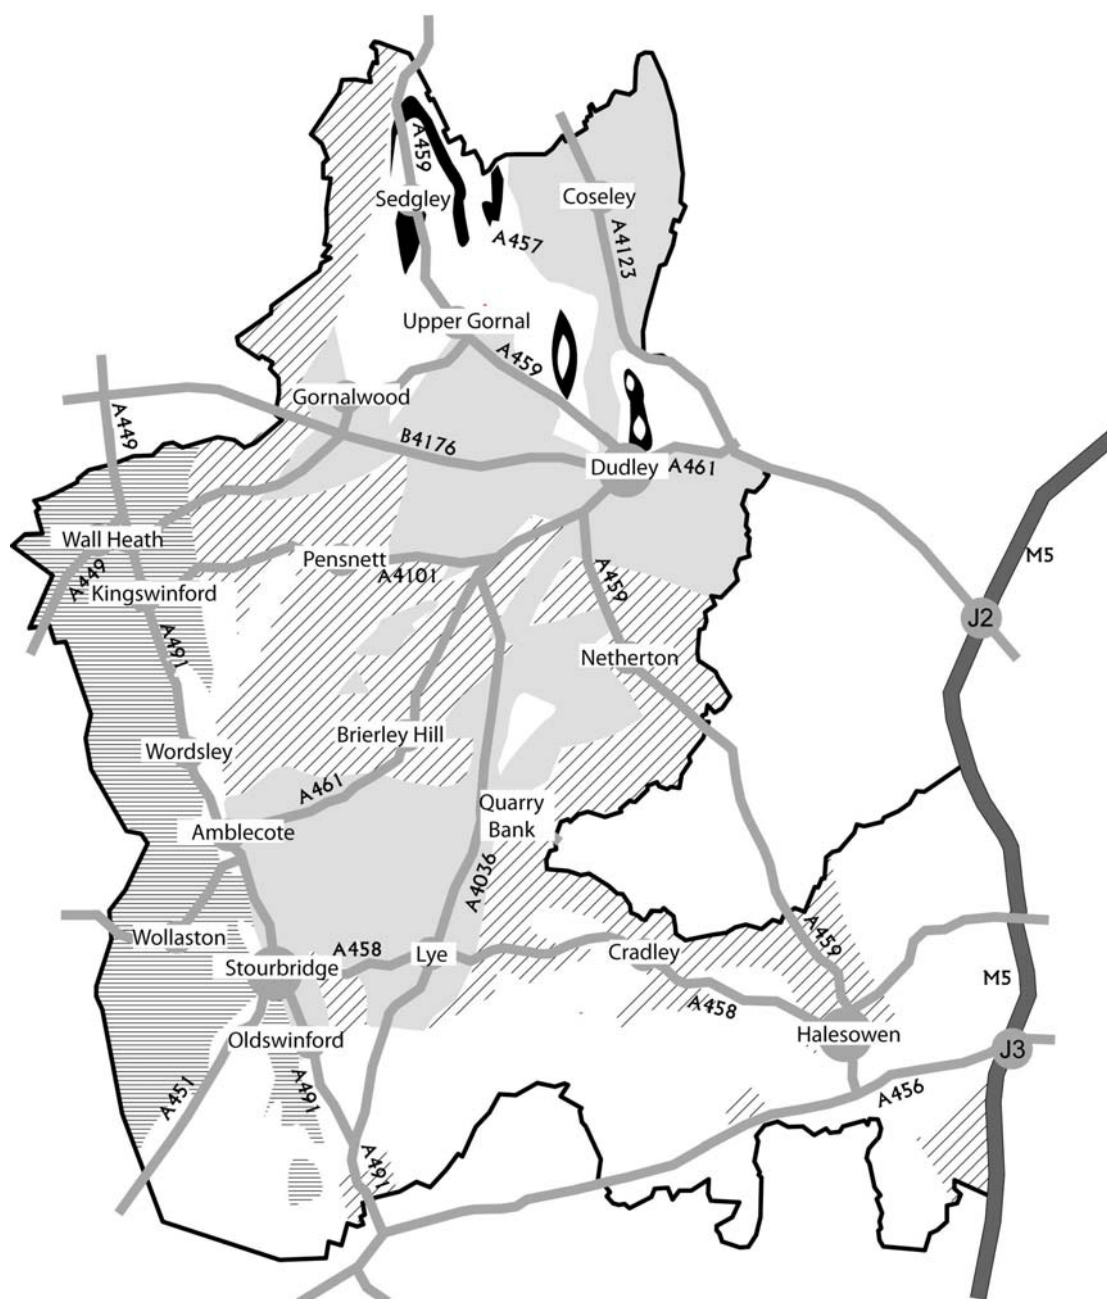 A459
Sedgley
Coseley
A457
A4123
Upper Gornal
A459
Gornalwood
A449
B4176
Dudley
A461
Wall Heath
Pensnett
A4101
A449
Kingswinford
A459
M5
J2
A491
Netherton
Brierley Hill
Wordsley
A461
Quarry
Bank
Amblecote
A4036
Wollaston
A458
Lye
Cradley
A459
Stourbridge
M5
A458
Oldswinford
Halesowen
J3
A451
A491
A456
A491